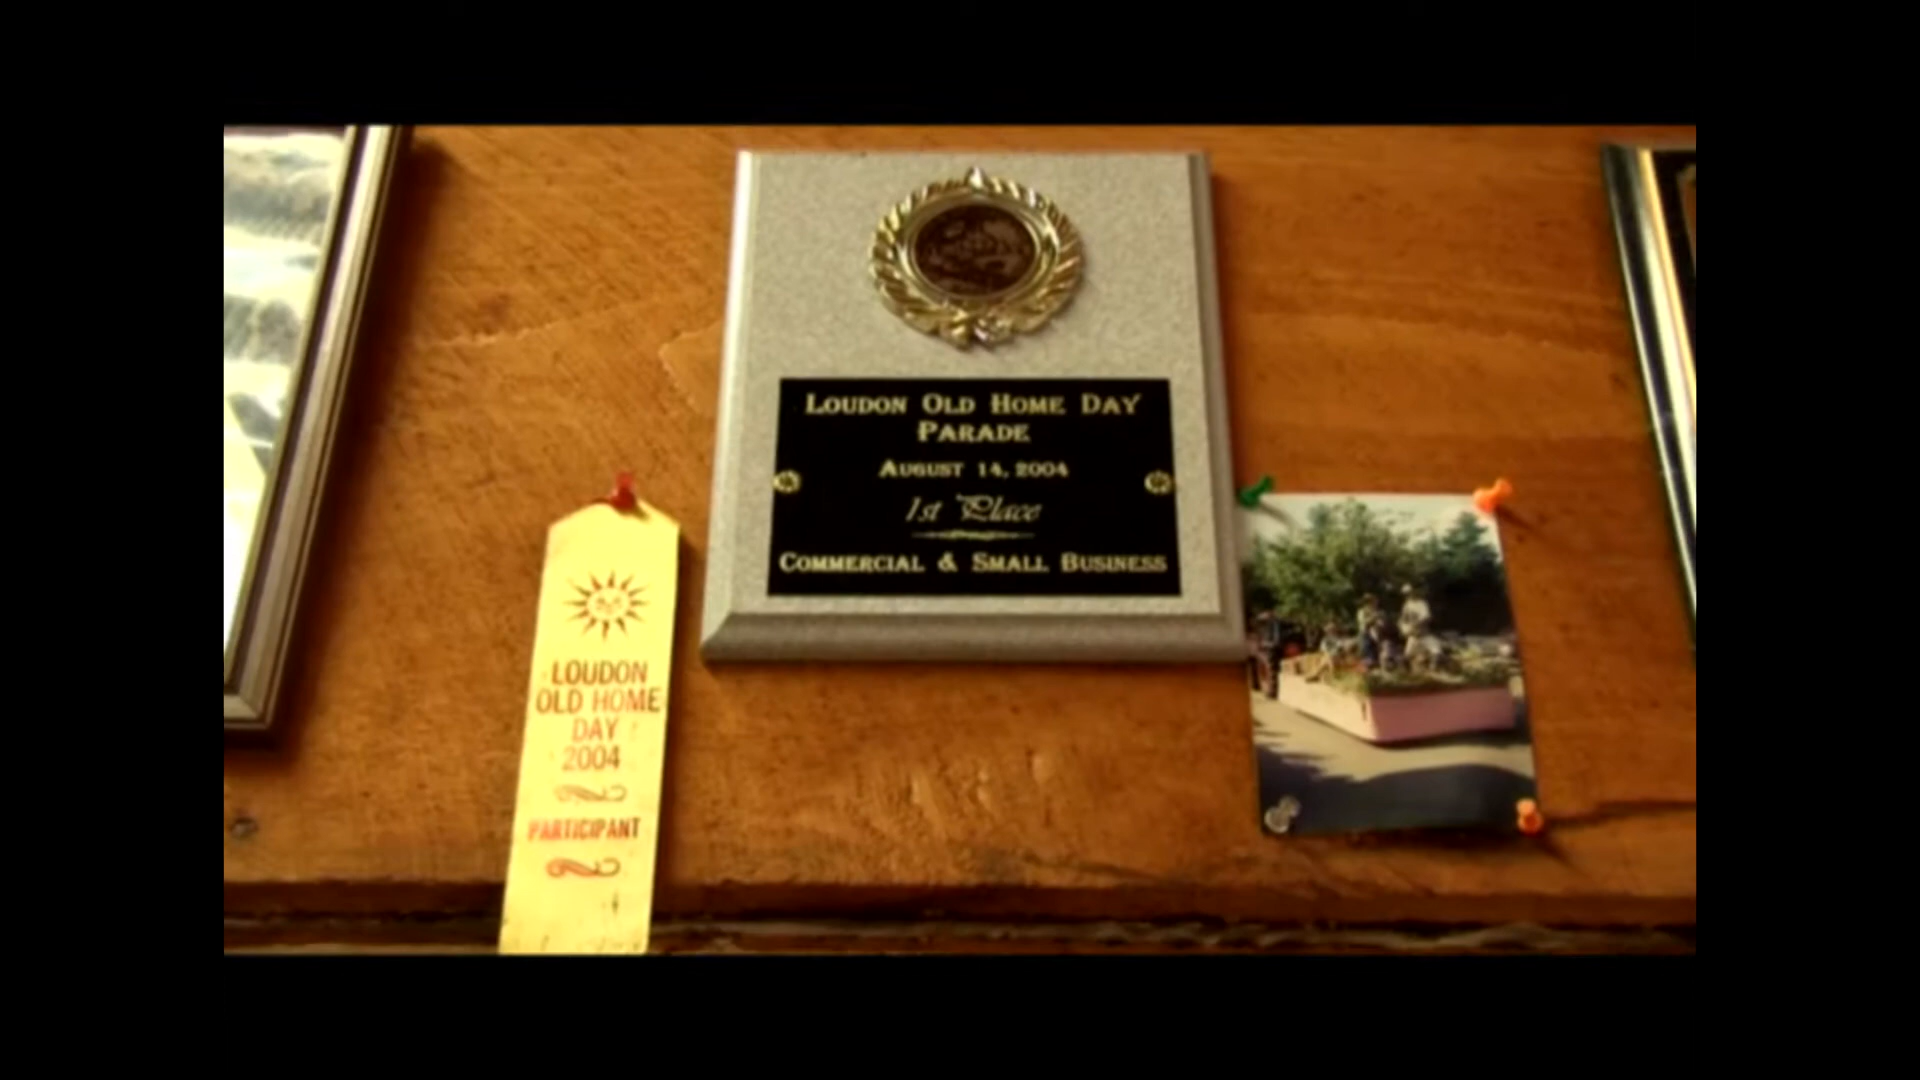 LOUDON OLD HOME DAY
PARADE
AUGUST 14, 2004
1st Place
COMMERCIAL & SMALL BUSINESS
LOUDON
OLD HOME
DAY
2004
PARTICIPANT